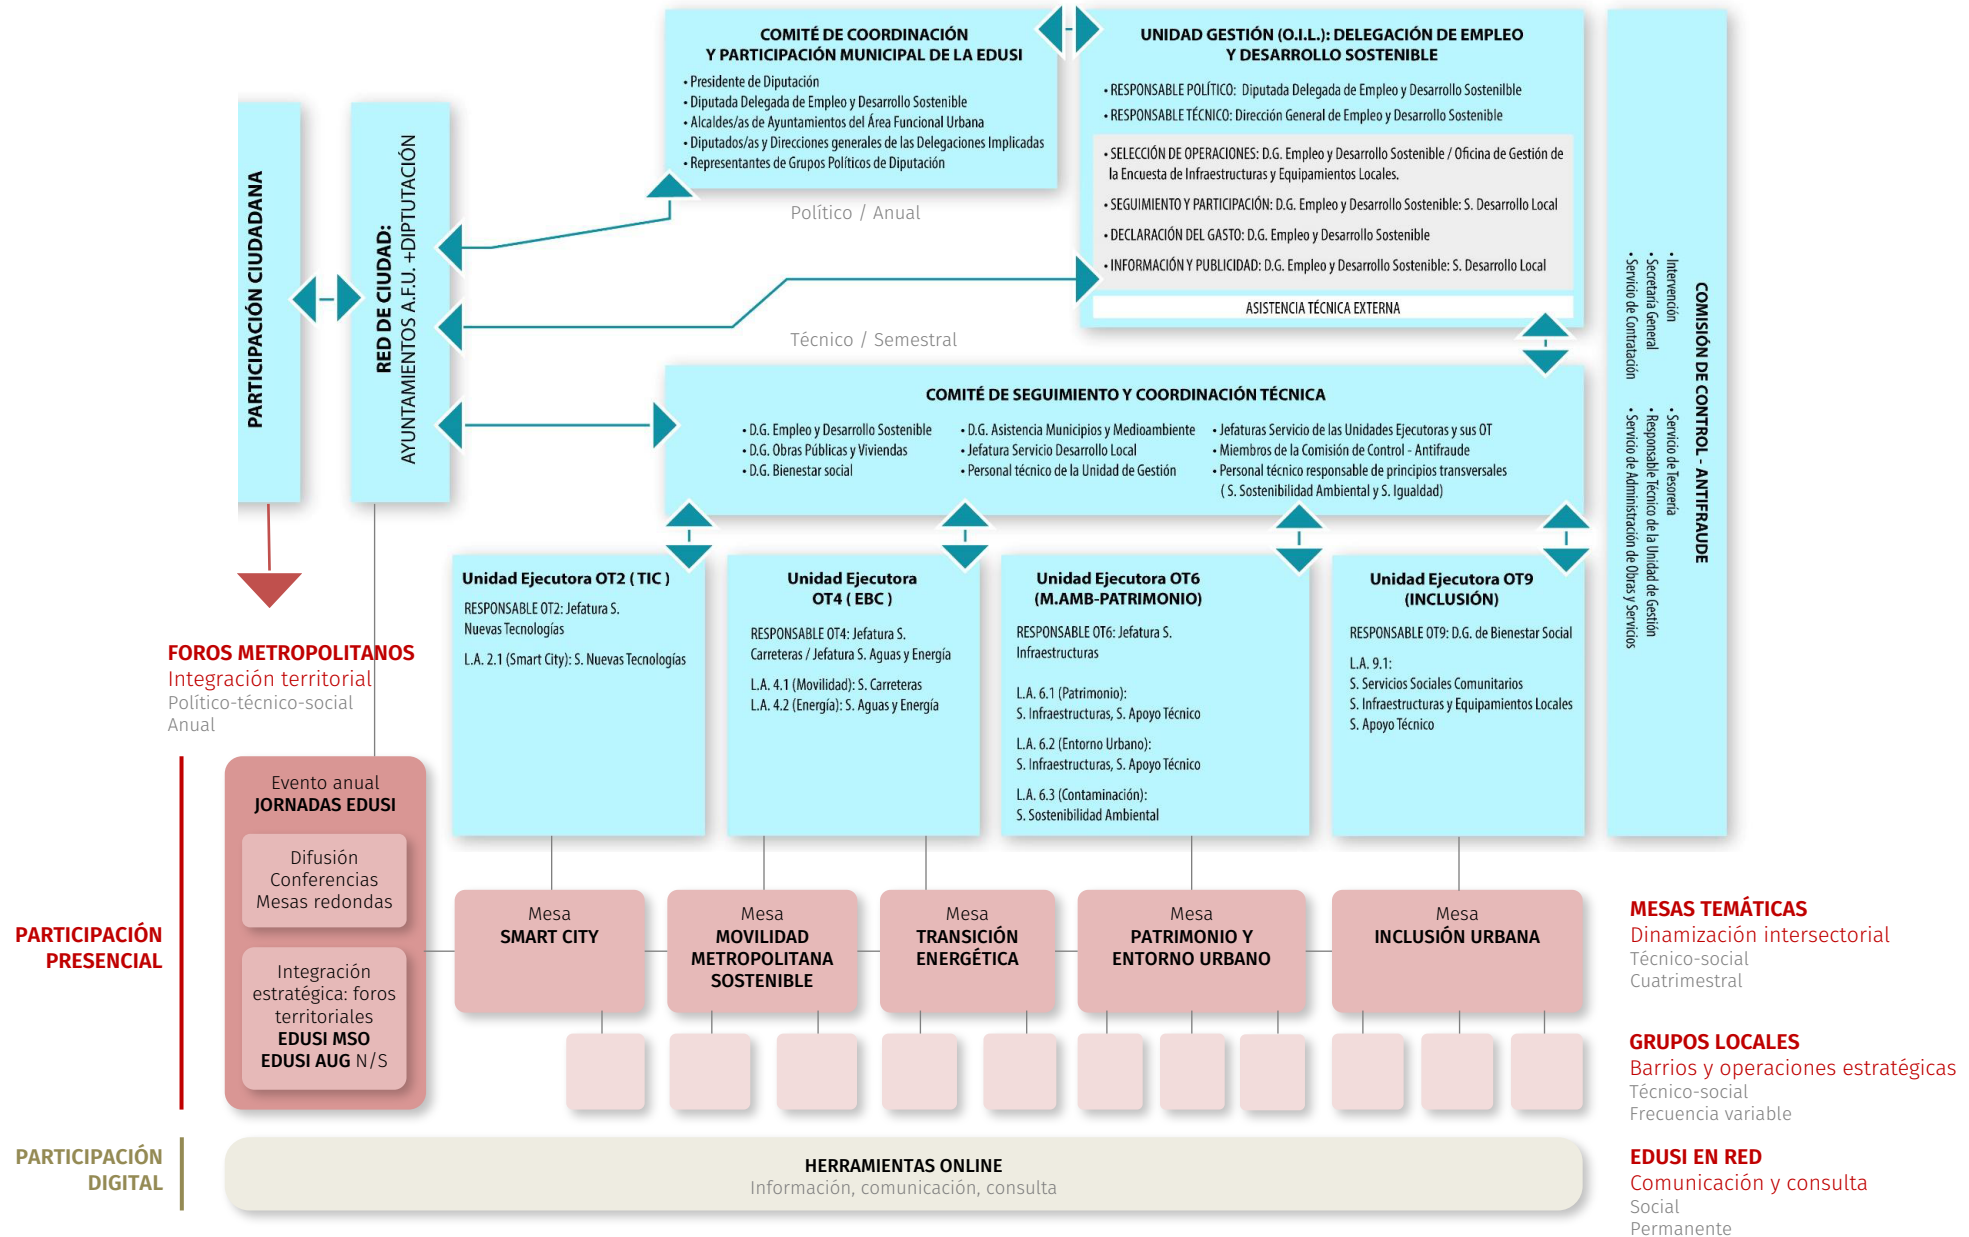 COMITÉ DE COORDINACIÓN
Y PARTICIPACIÓN MUNICIPAL DE LA EDUSI
• Presidente de Diputación
• Diputada Delegada de Empleo y Desarrollo Sostenible
• Alcaldes/as de Ayuntamientos del Área Funcional Urbana
• Diputados/as y Direcciones generales de las Delegaciones Implicadas
• Representantes de Grupos Políticos de Diputación
UNIDAD GESTIÓN (O.I.L.): DELEGACIÓN DE EMPLEO
Y DESARROLLO SOSTENIBLE
• RESPONSABLE POLÍTICO: Diputada Delegada de Empleo y Desarrollo Sostenilble
• RESPONSABLE TÉCNICO: Dirección General de Empleo y Desarrollo Sostenible
• SELECCIÓN DE OPERACIONES: D.G. Empleo y Desarrollo Sostenible / Oficina de Gestión de
la Encuesta de Infraestructuras y Equipamientos Locales.
• SEGUIMIENTO Y PARTICIPACIÓN: D.G. Empleo y Desarrollo Sostenible: S. Desarrollo Local
• DECLARACIÓN DEL GASTO: D.G. Empleo y Desarrollo Sostenible
• INFORMACIÓN Y PUBLICIDAD: D.G. Empleo y Desarrollo Sostenible: S. Desarrollo Local
ASISTENCIA TÉCNICA EXTERNA
COMISIÓN DE CONTROL - ANTIFRAUDE
• Intervención
• Secretaría General
• Servicio de Contratación
• Servicio de Tesorería
• Responsable Técnico de la Unidad de Gestión
• Servicio de Administración de Obras y Servicios
PARTICIPACIÓN CIUDADANA
RED DE CIUDAD:
AYUNTAMIENTOS A.F.U. +DIPTUTACIÓN
Político / Anual
Técnico / Semestral
COMITÉ DE SEGUIMIENTO Y COORDINACIÓN TÉCNICA
• D.G. Empleo y Desarrollo Sostenible
• D.G. Obras Públicas y Viviendas
• D.G. Bienestar social
• D.G. Asistencia Municipios y Medioambiente
• Jefatura Servicio Desarrollo Local
• Personal técnico de la Unidad de Gestión
• Jefaturas Servicio de las Unidades Ejecutoras y sus OT
• Miembros de la Comisión de Control - Antifraude
• Personal técnico responsable de principios transversales
( S. Sostenibilidad Ambiental y S. Igualdad)
Unidad Ejecutora OT2 ( TIC )
RESPONSABLE OT2: Jefatura S.
Nuevas Tecnologías
L.A. 2.1 (Smart City): S. Nuevas Tecnologías
Unidad Ejecutora
OT4 ( EBC )
RESPONSABLE OT4: Jefatura S.
Carreteras / Jefatura S. Aguas y Energía
L.A. 4.1 (Movilidad): S. Carreteras
L.A. 4.2 (Energía): S. Aguas y Energía
Unidad Ejecutora OT6
(M.AMB-PATRIMONIO)
RESPONSABLE OT6: Jefatura S.
Infraestructuras
L.A. 6.1 (Patrimonio):
S. Infraestructuras, S. Apoyo Técnico
L.A. 6.2 (Entorno Urbano):
S. Infraestructuras, S. Apoyo Técnico
L.A. 6.3 (Contaminación):
S. Sostenibilidad Ambiental
Unidad Ejecutora OT9
(INCLUSIÓN)
RESPONSABLE OT9: D.G. de Bienestar Social
L.A. 9.1:
S. Servicios Sociales Comunitarios
S. Infraestructuras y Equipamientos Locales
S. Apoyo Técnico
FOROS METROPOLITANOS
Integración territorial
Político-técnico-social
Anual
PARTICIPACIÓN
PRESENCIAL
Evento anual
JORNADAS EDUSI
Difusión
Conferencias
Mesas redondas
Integración
estratégica: foros
territoriales
EDUSI MSO
EDUSI AUG N/S
Mesa
SMART CITY
Mesa
MOVILIDAD
METROPOLITANA
SOSTENIBLE
Mesa
TRANSICIÓN
ENERGÉTICA
Mesa
PATRIMONIO Y
ENTORNO URBANO
Mesa
INCLUSIÓN URBANA
MESAS TEMÁTICAS
Dinamización intersectorial
Técnico-social
Cuatrimestral
GRUPOS LOCALES
Barrios y operaciones estratégicas
Técnico-social
Frecuencia variable
PARTICIPACIÓN
DIGITAL
HERRAMIENTAS ONLINE
Información, comunicación, consulta
EDUSI EN RED
Comunicación y consulta
Social
Permanente